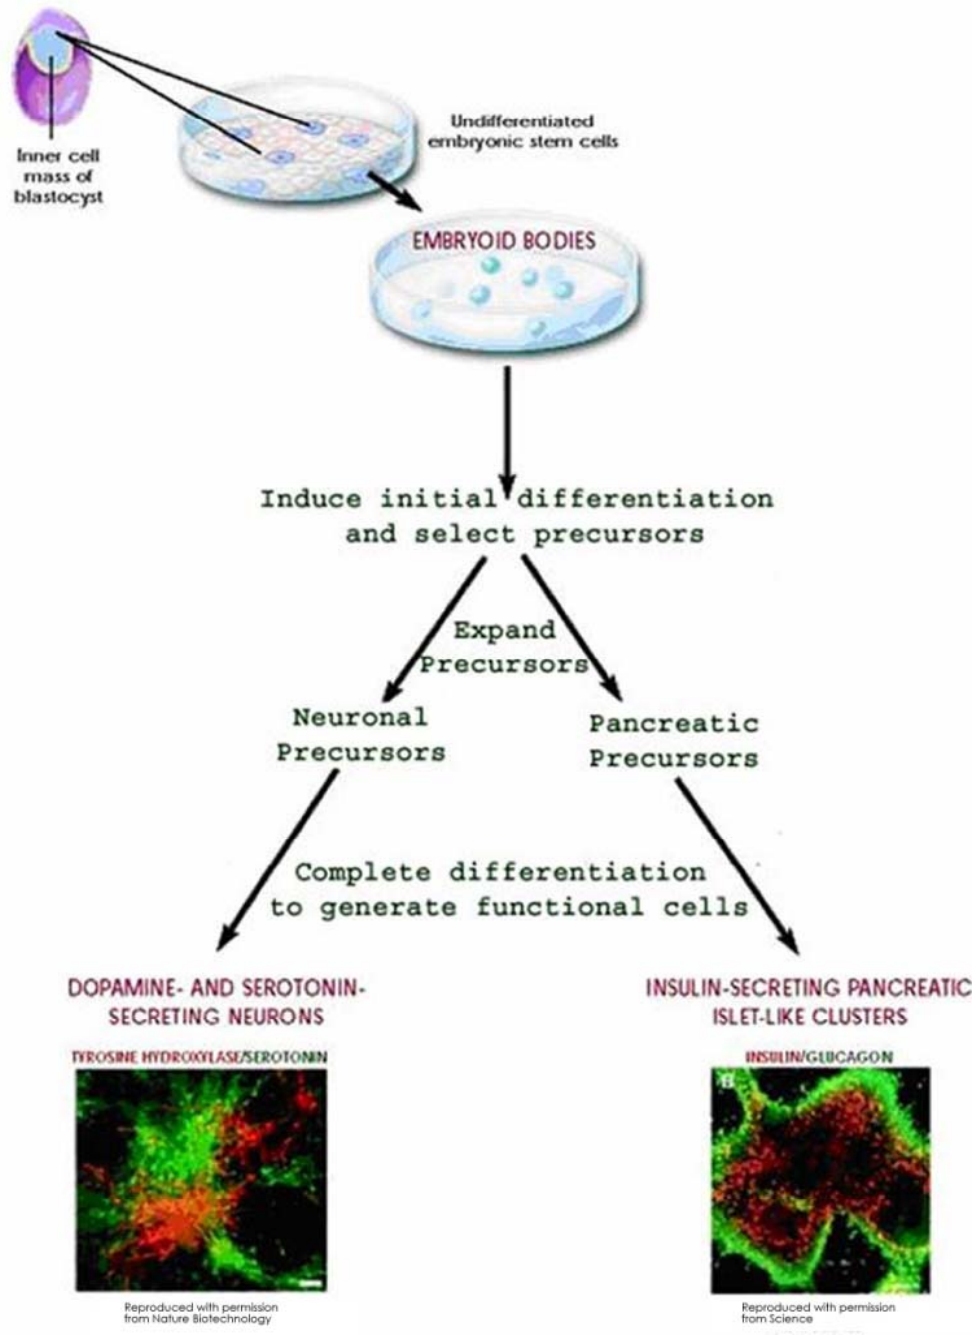 Inner cell
mass of
blastocyst
Undifferentiated
embryonic stem cells
EMBRYOID BODIES
Induce initial differentiation
and select precursors
Expand
Precursors
Neuronal
Precursors
Pancreatic
Precursors
Complete differentiation
to generate functional cells
DOPAMINE- AND SEROTONIN-
SECRETING NEURONS
INSULIN-SECRETING PANCREATIC
ISLET-LIKE CLUSTERS
TYROSINE HYDROXYLASE/SEROTONIN
INSULIN/GLUCAGON
Reproduced with permission
from Nature Biotechnology
Reproduced with permission
from Science